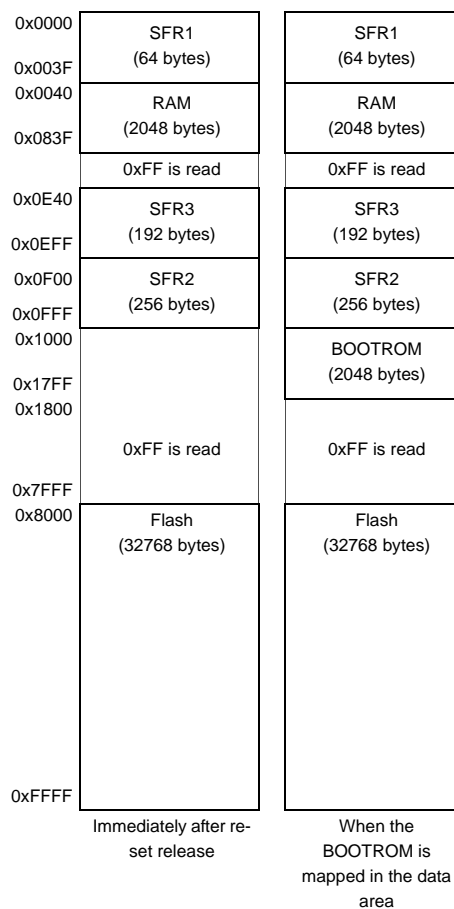 0x0000
SFR1
(64 bytes)
SFR1
(64 bytes)
0x003F
0x0040
RAM
(2048 bytes)
RAM
(2048 bytes)
0x083F
0xFF is read
0xFF is read
0x0E40
SFR3
(192 bytes)
SFR3
(192 bytes)
0x0EFF
0x0F00
SFR2
(256 bytes)
SFR2
(256 bytes)
0x0FFF
0x1000
BOOTROM
(2048 bytes)
0x17FF
0x1800
0xFF is read
0xFF is read
0x7FFF
0x8000
Flash
(32768 bytes)
Flash
(32768 bytes)
0xFFFF
Immediately after re-
set release
When the
BOOTROM is
mapped in the data
area